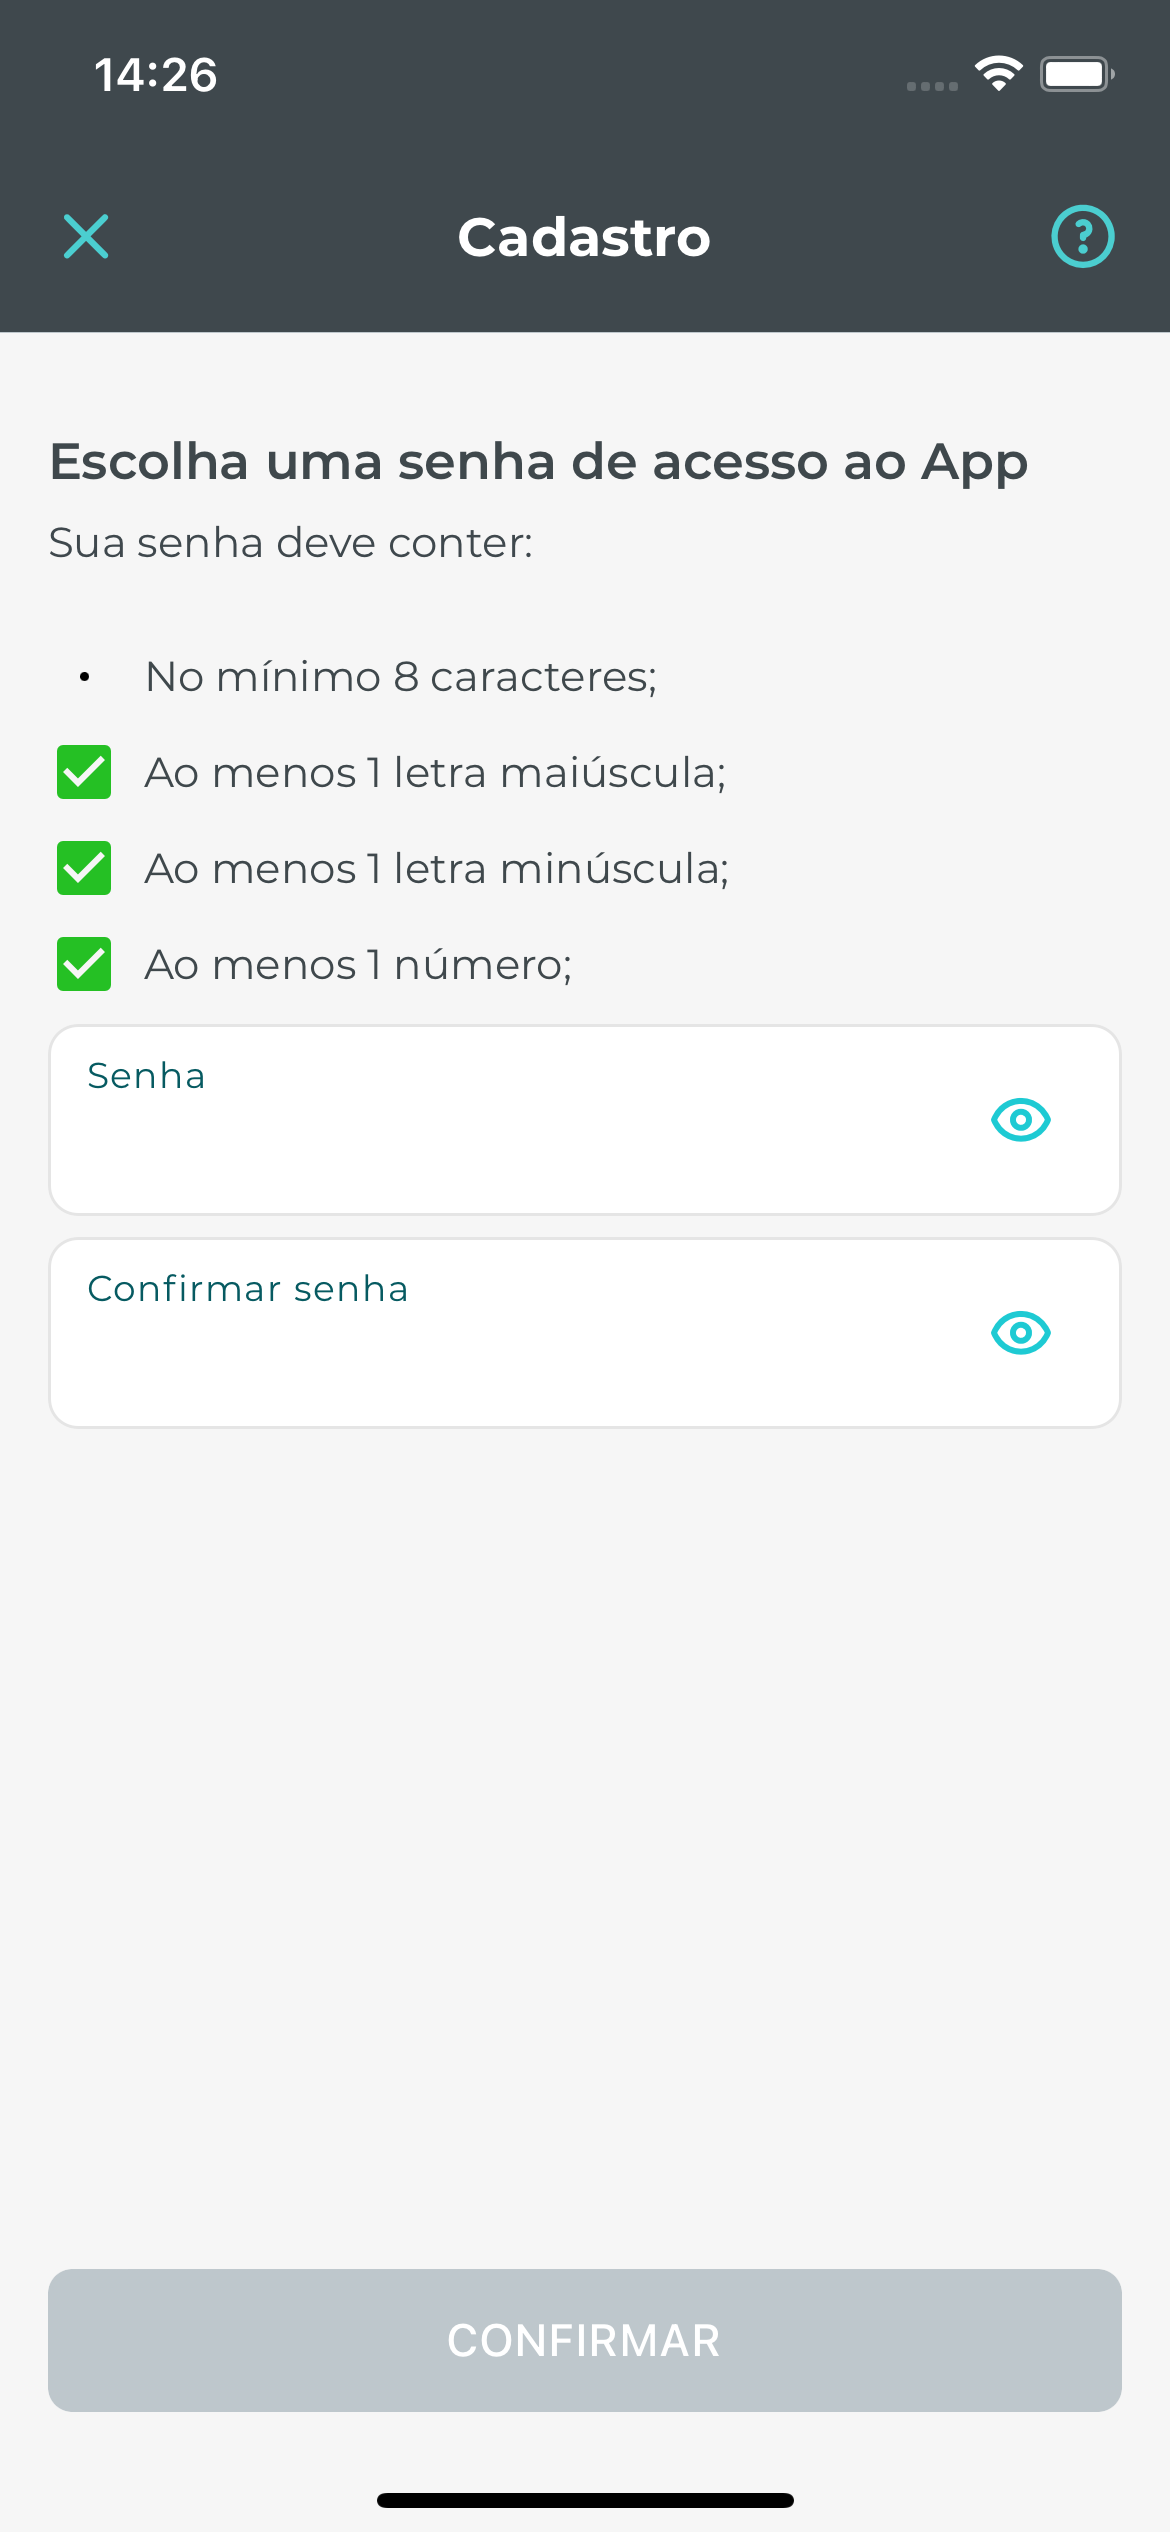 14:26
Cadastro
Escolha uma senha de acesso ao App
Sua senha deve conter:
• No mínimo 8 caracteres;
Ao menos 1 letra maiúscula;
Ao menos 1 letra minúscula;
Ao menos 1 número;
Senha
Confirmar senha
CONFIRMAR